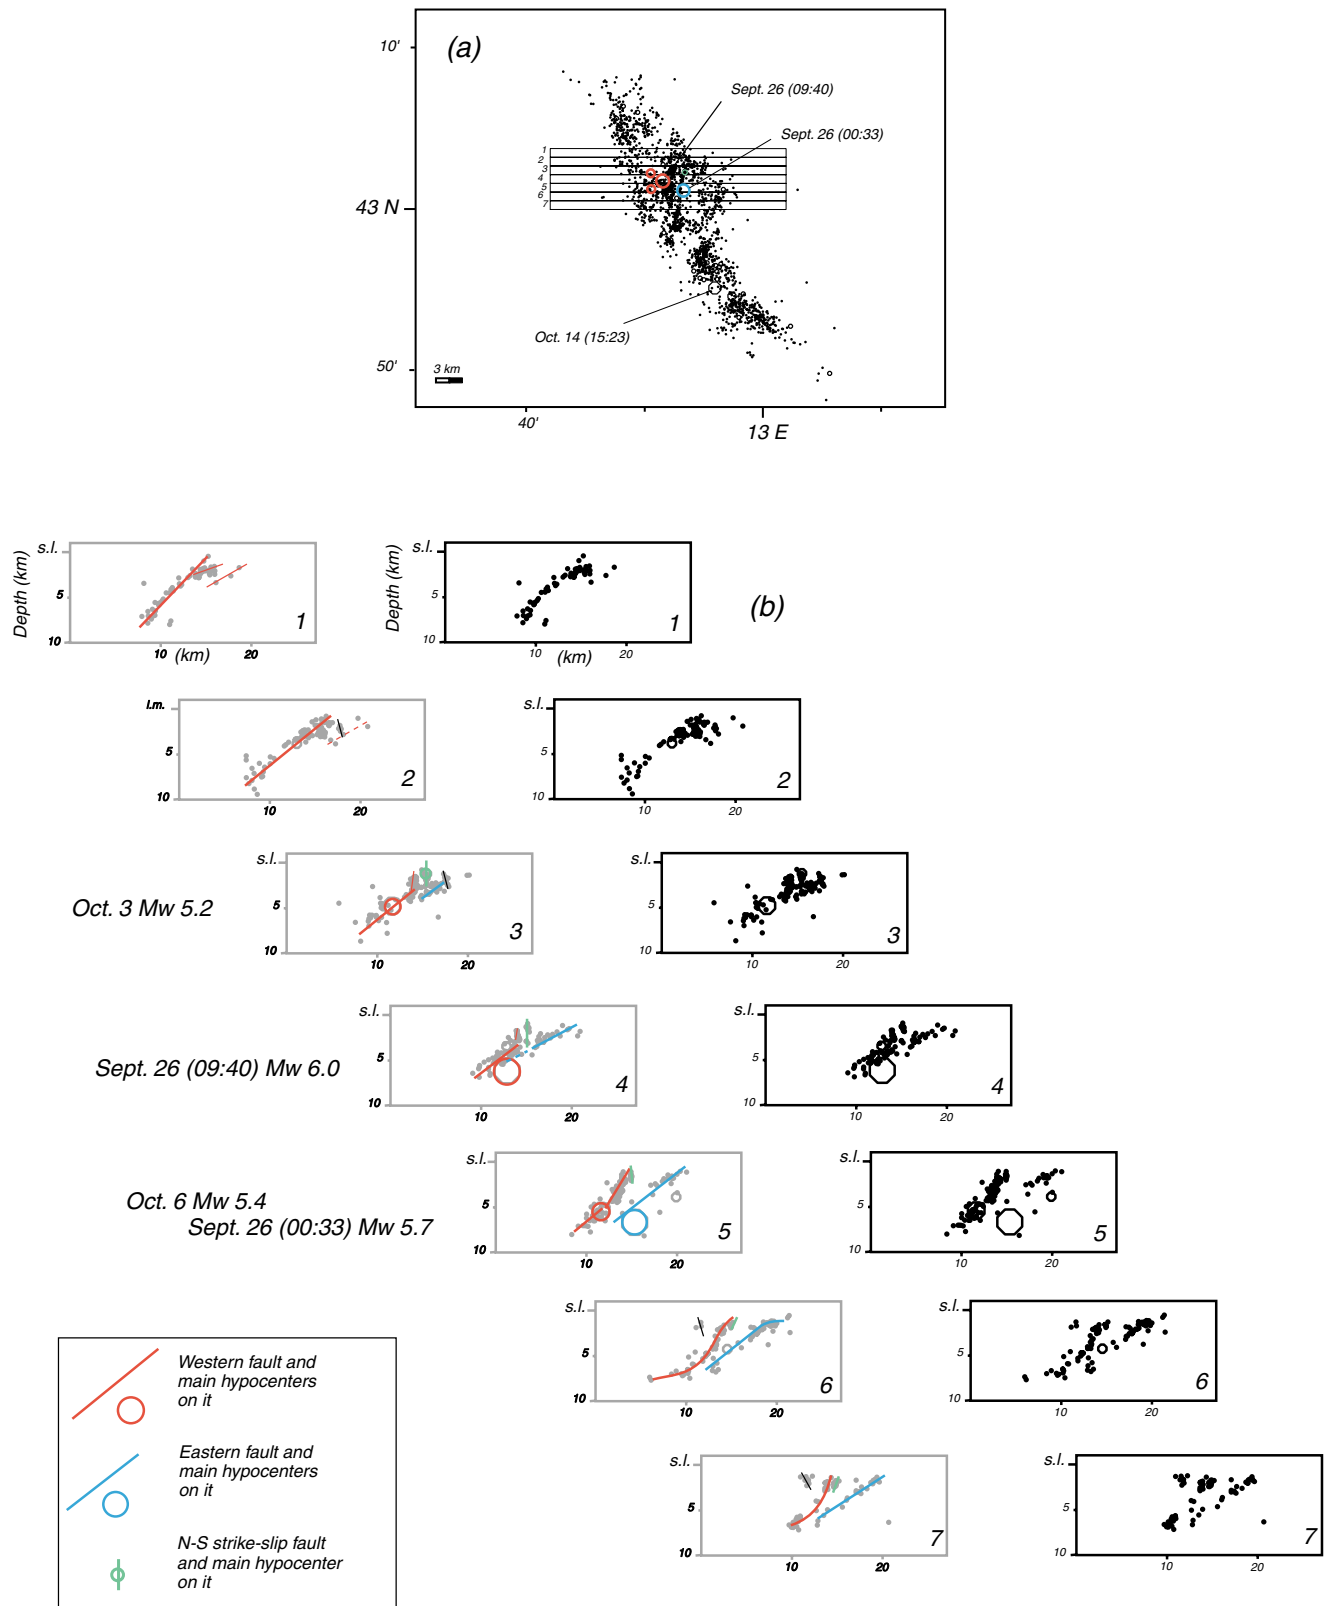 10'
(a)
Sept. 26 (09:40)
Sept. 26 (00:33)
1
2
3
4
5
6
7
43 N
Oct. 14 (15:23)
50'
3 km
40'
13 E
Depth (km)
s.l.
5
10
10
(km)
20
1
Depth (km)
s.l.
5
10
10
(km)
20
1
(b)
l.m.
5
10
10
20
2
s.l.
5
10
10
20
2
Oct. 3 Mw 5.2
s.l.
5
10
10
20
3
s.l.
5
10
10
20
3
Sept. 26 (09:40) Mw 6.0
s.l.
5
10
10
20
4
s.l.
5
10
10
20
4
Oct. 6 Mw 5.4
Sept. 26 (00:33) Mw 5.7
s.l.
5
10
10
20
5
s.l.
5
10
10
20
5
s.l.
5
10
10
20
6
s.l.
5
10
10
20
6
s.l.
5
10
10
20
7
s.l.
5
10
10
20
7
Western fault and
main hypocenters
on it
Eastern fault and
main hypocenters
on it
N-S strike-slip fault
and main hypocenter
on it